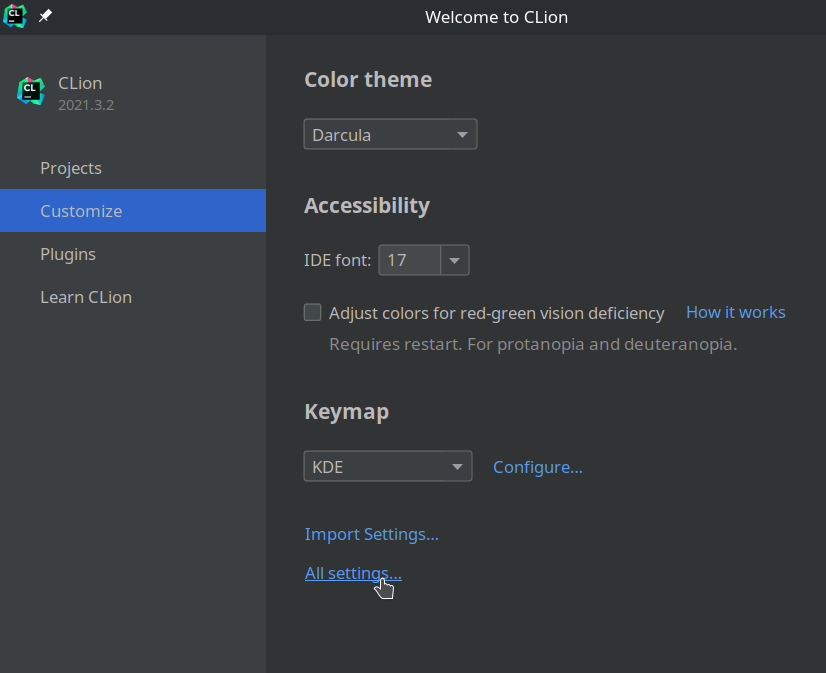 CL
Welcome to CLion
CL
CLion
2021.3.2
Projects
Customize
Plugins
Learn CLion
Color theme
Darcula
Accessibility
IDE font: 17
Adjust colors for red-green vision deficiency How it works
Requires restart. For protanopia and deuteranopia.
Keymap
KDE Configure...
Import Settings...
All settings...